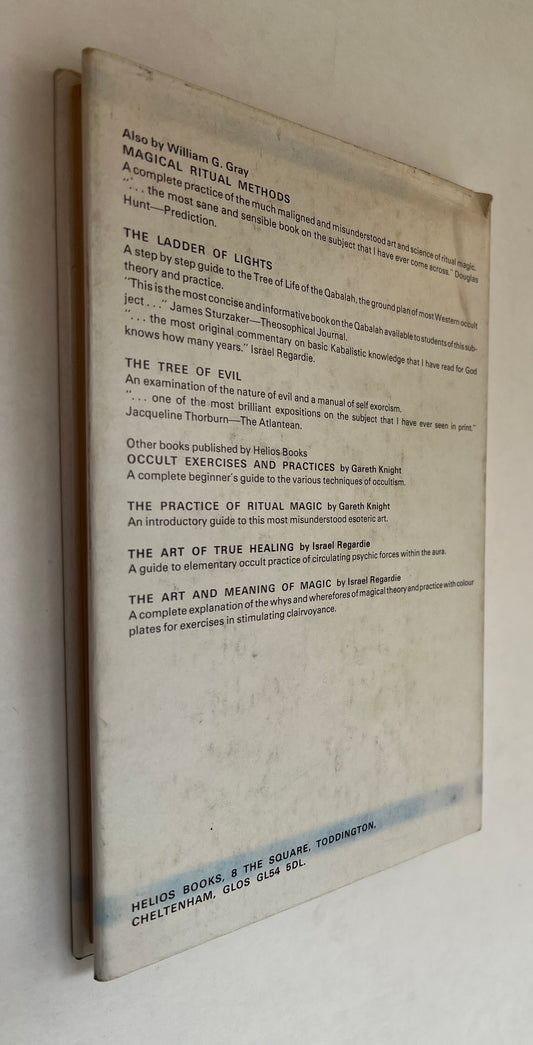 Also by William G. Gray
MAGICAL RITUAL METHODS
A complete practice of the much maligned and misunderstood art and science of ritual magic.
". . . the most sane and sensible book on the subject that I have ever come across." Douglas
Hunt—Prediction.
THE LADDER OF LIGHTS
A step by step guide to the Tree of Life of the Qabalah, the ground plan of most Western occult
theory and practice.
"This is the most concise and informative book on the Qabalah available to students of this sub-
ject . . ." James Sturzaker—Theosophical Journal.
". . . the most original commentary on basic Kabalistic knowledge that I have read for God
knows how many years." Israel Regardie.
THE TREE OF EVIL
An examination of the nature of evil and a manual of self exorcism.
". . . one of the most brilliant expositions on the subject that I have ever seen in print."
Jacqueline Thorburn—The Atlantean.
Other books published by Helios Books
OCCULT EXERCISES AND PRACTICES by Gareth Knight
A complete beginner's guide to the various techniques of occultism.
THE PRACTICE OF RITUAL MAGIC by Gareth Knight
An introductory guide to this most misunderstood esoteric art.
THE ART OF TRUE HEALING by Israel Regardie
A guide to elementary occult practice of circulating psychic forces within the aura.
THE ART AND MEANING OF MAGIC by Israel Regardie
A complete explanation of the whys and wherefores of magical theory and practice with colour
plates for exercises in stimulating clairvoyance.
HELIOS BOOKS, 8 THE SQUARE, TODDINGTON,
CHELTENHAM, GLOS GL54 5DL.